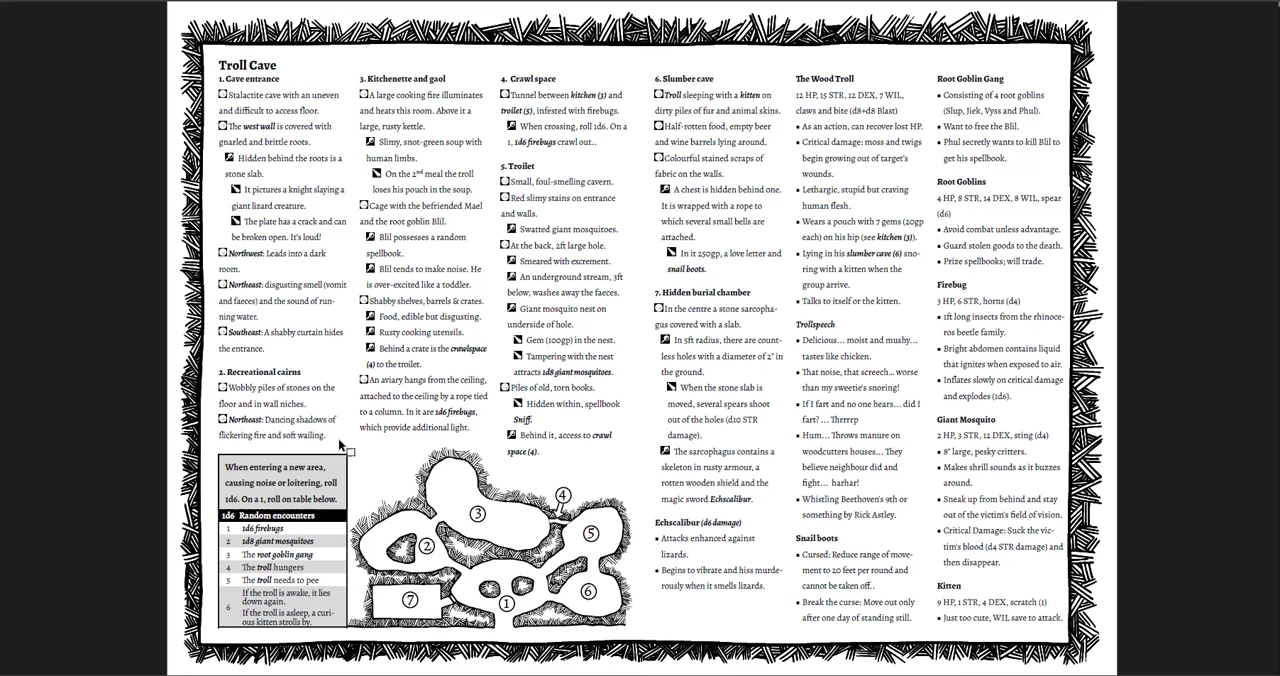 Troll Cave
1. Cave entrance
Stalactite cave with an uneven
and difficult to access floor.
The west wall is covered with
gnarled and brittle roots.
Hidden behind the roots is a
stone slab.
It pictures a knight slaying a
giant lizard creature.
The plate has a crack and can
be broken open. It's loud!
Northwest: Leads into a dark
room.
Northeast: disgusting smell (vomit
and faeces) and the sound of run-
ning water.
Southeast: A shabby curtain hides
the entrance.
2. Recreational cairns
Wobbly piles of stones on the
floor and in wall niches.
Northeast: Dancing shadows of
flickering fire and soft wailing.
When entering a new area,
causing noise or loitering, roll
1d6. On a 1, roll on table below.
1d6 Random encounters
1 1d6 firebugs
2 1d8 giant mosquitoes
3 The root goblin gang
4 The troll hungers
5 The troll needs to pee
6 If the troll is awake, it lies
down again.
If the troll is asleep, a curi-
ous kitten strolls by.
3. Kitchenette and gaol
A large cooking fire illuminates
and heats this room. Above it a
large, rusty kettle.
Slimy, snot-green soup with
human limbs.
On the 2nd meal the troll
loses his pouch in the soup.
Cage with the befriended Mael
and the root goblin Blil.
Blil possesses a random
spellbook.
Blil tends to make noise. He
is over-excited like a toddler.
Shabby shelves, barrels & crates.
Food, edible but disgusting.
Rusty cooking utensils.
Behind a crate is the crawlspace
(4) to the troilet.
An aviary hangs from the ceiling,
attached to the ceiling by a rope tied
to a column. In it are 1d6 firebugs,
which provide additional light.
4. Crawl space
Tunnel between kitchen (3) and
troilet (5), infested with firebugs.
When crossing, roll 1d6. On a
1, 1d6 firebugs crawl out..
5. Troilet
Small, foul-smelling cavern.
Red slimy stains on entrance
and walls.
Swatted giant mosquitoes.
At the back, 2ft large hole.
Smeared with excrement.
An underground stream, 3ft
below, washes away the faeces.
Giant mosquito nest on
underside of hole.
Gem (100gp) in the nest.
Tampering with the nest
attracts 1d8 giant mosquitoes.
Piles of old, torn books.
Hidden within, spellbook
Sniff.
Behind it, access to crawl
space (4).
1
2
3
4
5
6
7
6. Slumber cave
Troll sleeping with a kitten on
dirty piles of fur and animal skins.
Half-rotten food, empty beer
and wine barrels lying around.
Colourful stained scraps of
fabric on the walls.
A chest is hidden behind one.
It is wrapped with a rope to
which several small bells are
attached.
In it 250gp, a love letter and
snail boots.
7. Hidden burial chamber
In the centre a stone sarcopha-
gus covered with a slab.
In 5ft radius, there are count-
less holes with a diameter of 2" in
the ground.
When the stone slab is
moved, several spears shoot
out of the holes (d10 STR
damage).
The sarcophagus contains a
skeleton in rusty armour, a
rotten wooden shield and the
magic sword Echscalibur.
Echscalibur (d6 damage)
▪ Attacks enhanced against
lizards.
▪ Begins to vibrate and hiss murde-
rously when it smells lizards.
The Wood Troll
12 HP, 15 STR, 12 DEX, 7 WIL,
claws and bite (d8+d8 Blast)
▪ As an action, can recover lost HP.
▪ Critical damage: moss and twigs
begin growing out of target's
wounds.
▪ Lethargic, stupid but craving
human flesh.
▪ Wears a pouch with 7 gems (20gp
each) on his hip (see kitchen (3)).
▪ Lying in his slumber cave (6) sno-
ring with a kitten when the
group arrive.
▪ Talks to itself or the kitten.
Trollspeech
▪ Delicious... moist and mushy...
tastes like chicken.
▪ That noise, that screech... worse
than my sweetie's snoring!
▪ If I fart and no one hears... did I
fart? ... Thrrrrp
▪ Hum... Throws manure on
woodcutters houses... They
believe neighbour did and
fight... harhar!
▪ Whistling Beethoven's 9th or
something by Rick Astley.
Snail boots
▪ Cursed: Reduce range of move-
ment to 20 feet per round and
cannot be taken off..
▪ Break the curse: Move out only
after one day of standing still.
Root Goblin Gang
▪ Consisting of 4 root goblins
(Slup, Jiek, Vyss and Phul).
▪ Want to free the Blil.
▪ Phul secretly wants to kill Blil to
get his spellbook.
Root Goblins
4 HP, 8 STR, 14 DEX, 8 WIL, spear
(d6)
▪ Avoid combat unless advantage.
▪ Guard stolen goods to the death.
▪ Prize spellbooks; will trade.
Firebug
3 HP, 6 STR, horns (d4)
▪ 1ft long insects from the rhinoce-
ros beetle family.
▪ Bright abdomen contains liquid
that ignites when exposed to air.
▪ Inflates slowly on critical damage
and explodes (1d6).
Giant Mosquito
2 HP, 3 STR, 12 DEX, sting (d4)
▪ 8" large, pesky critters.
▪ Makes shrill sounds as it buzzes
around.
▪ Sneak up from behind and stay
out of the victim's field of vision.
▪ Critical Damage: Suck the vic-
tim's blood (d4 STR damage) and
then disappear.
Kitten
9 HP, 1 STR, 4 DEX, scratch (1)
▪ Just too cute, WIL save to attack.